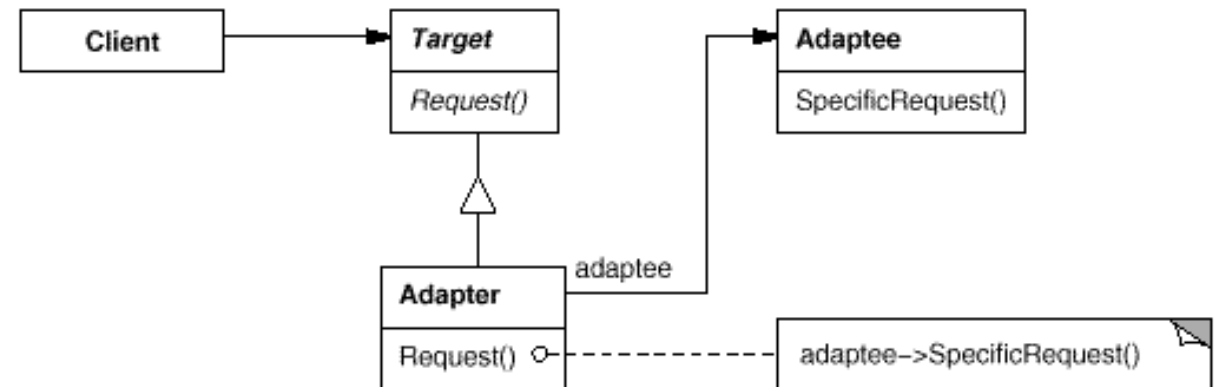 Client
Target
Request()
Adaptee
SpecificRequest()
adaptee
Adapter
Request()
adaptee->SpecificRequest()